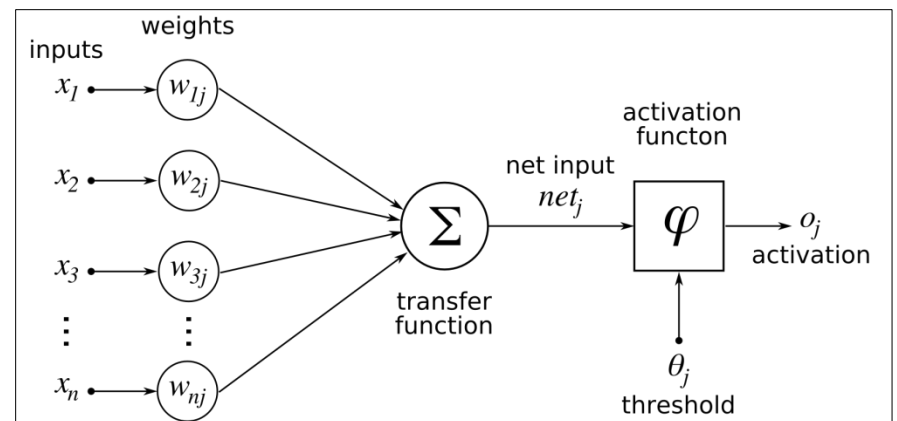 weights
inputs
x1
w1j
x2
w2j
x3
w3j
⋮ ⋮
xn
wnj
Σ
transfer
function
net input
netj
activation
functon
φ
oj
activation
θj
threshold